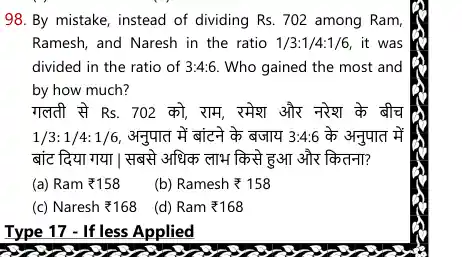 98. By mistake, instead of dividing Rs. 702 among Ram,
Ramesh, and Naresh in the ratio 1/3:1/4:1/6, it was
divided in the ratio of 3:4:6. Who gained the most and
by how much?
गलती से Rs. 702 को, राम, रमेश और नरेश के बीच
1/3: 1/4: 1/6, अनुपात में बांटने के बजाय 3:4:6 के अनुपात में
बांट दिया गया | सबसे अधिक लाभ किसे हुआ और कितना?
(a) Ram ₹158 (b) Ramesh ₹ 158
(c) Naresh ₹168 (d) Ram ₹168
Type 17 - If less Applied